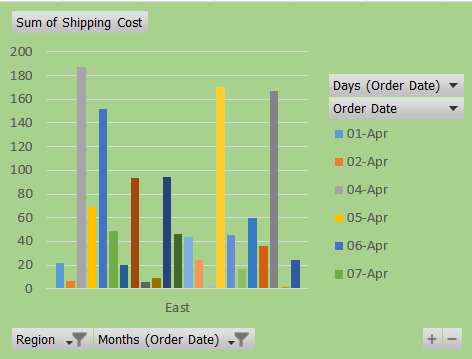 Sum of Shipping Cost
200
180
160
140
120
100
80
60
40
20
0
East
Days (Order Date)
Order Date
01-Apr
02-Apr
04-Apr
05-Apr
06-Apr
07-Apr
Region
Months (Order Date)
+ −